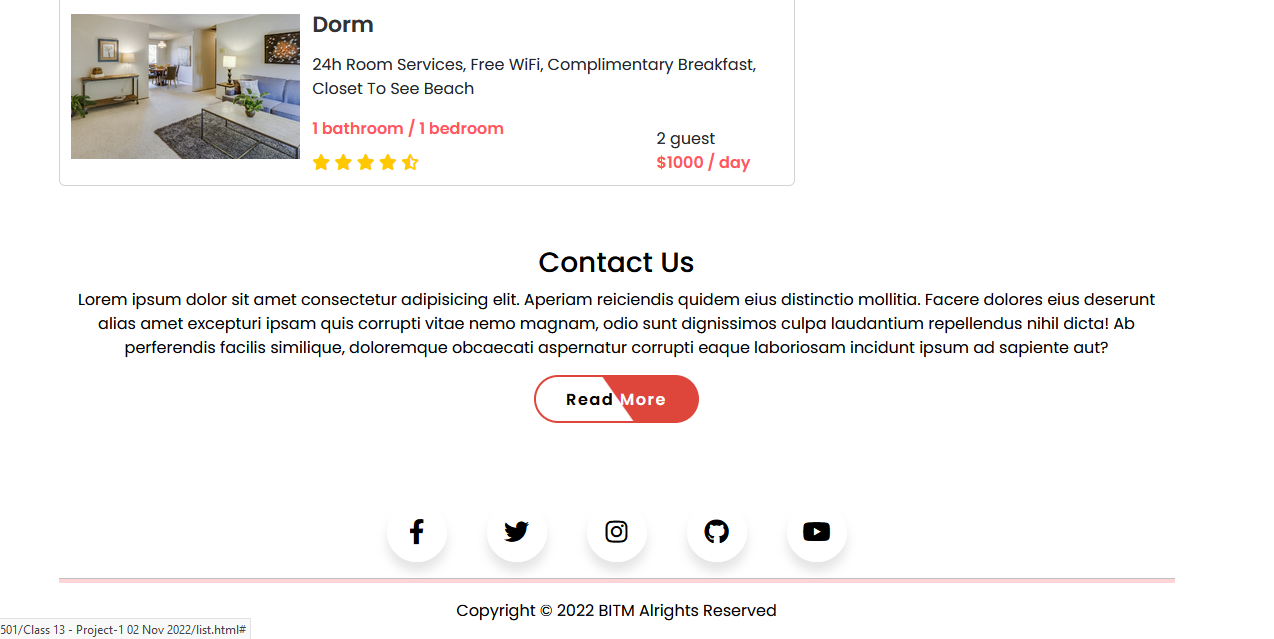 Dorm
24h Room Services, Free WiFi, Complimentary Breakfast,
Closet To See Beach
1 bathroom / 1 bedroom
2 guest
$1000 / day
Contact Us
Lorem ipsum dolor sit amet consectetur adipisicing elit. Aperiam reiciendis quidem eius distinctio mollitia. Facere dolores eius deserunt
alias amet excepturi ipsam quis corrupti vitae nemo magnam, odio sunt dignissimos culpa laudantium repellendus nihil dicta! Ab
perferendis facilis similique, doloremque obcaecati aspernatur corrupti eaque laboriosam incidunt ipsum ad sapiente aut?
Read More
Copyright © 2022 BITM Alrights Reserved
501/Class 13 - Project-1 02 Nov 2022/list.html#